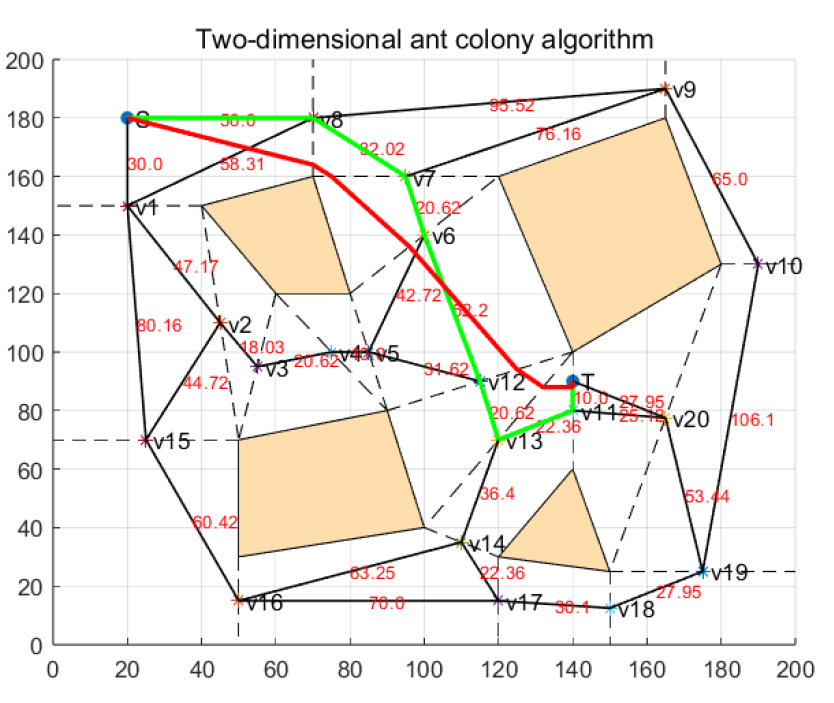 Two-dimensional ant colony algorithm
200
v9
180
S
50.0
v8
95.52
32.02
76.16
30.0
58.31
160
v7
65.0
v1
20.62
140
v6
47.17
v10
120
42.72
52.2
80.16
v2
100
18.03
20.62
v4
v5
v3
31.62
v12
T
44.72
10.0
27.95
80
20.62
v11
25.12
v20
106.1
22.36
v15
v13
60
36.4
53.44
60.42
40
v14
63.25
22.36
v19
20
27.95
v16
70.0
v17
30.1
v18
0
0
20
40
60
80
100
120
140
160
180
200